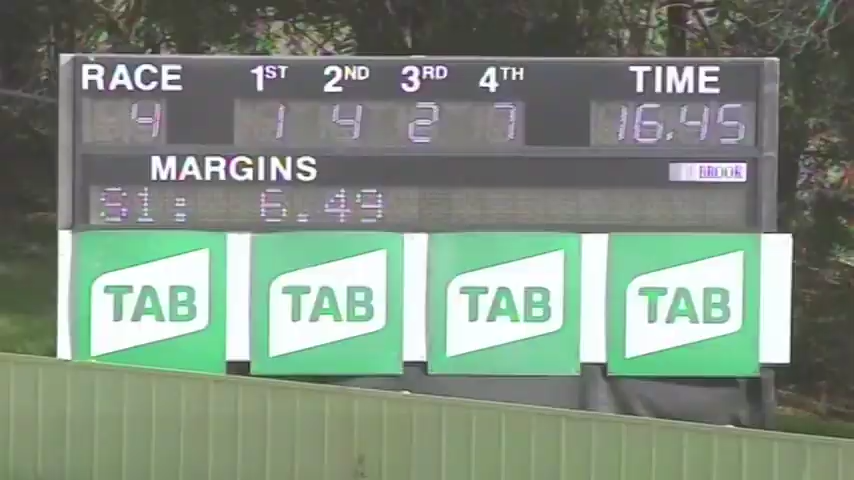 RACE 1ST 2ND 3RD 4TH TIME
4 1 4 2 7 16.45
MARGINS BROOK
S1: 6.49
TAB TAB TAB TAB